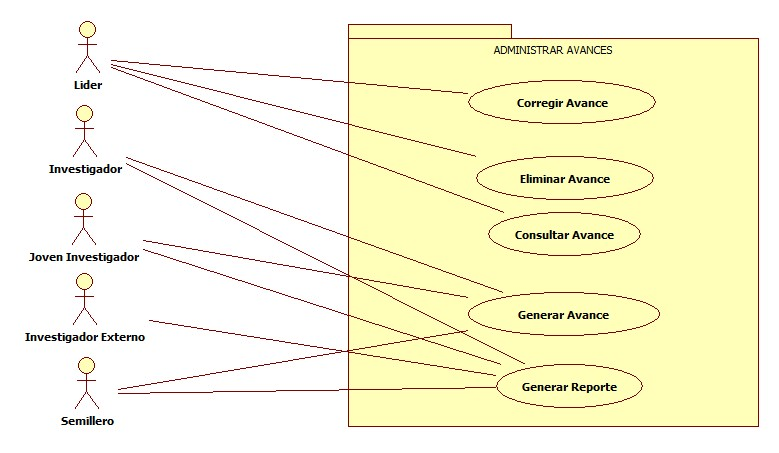 ADMINISTRAR AVANCES
Lider
Corregir Avance
Investigador
Eliminar Avance
Consultar Avance
Joven Investigador
Generar Avance
Investigador Externo
Generar Reporte
Semillero